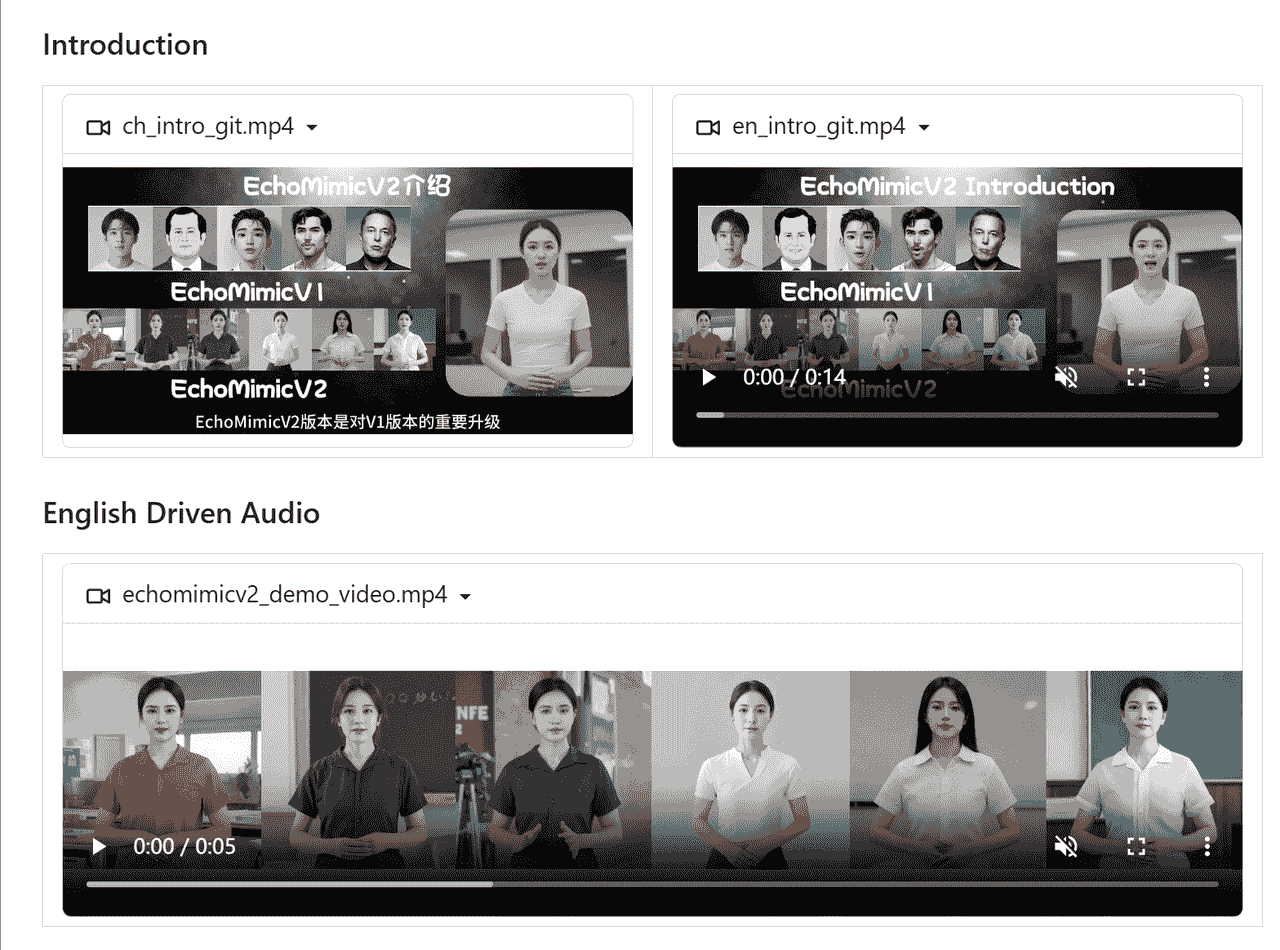 Introduction
ch_intro_git.mp4
EchoMimicV2介绍
EchoMimicV1
EchoMimicV2
EchoMimicV2版本是对V1版本的重要升级
en_intro_git.mp4
EchoMimicV2 Introduction
EchoMimicV1
0:00 / 0:14
EchoMimicV2
English Driven Audio
echomimicv2_demo_video.mp4
NFE
0:00 / 0:05